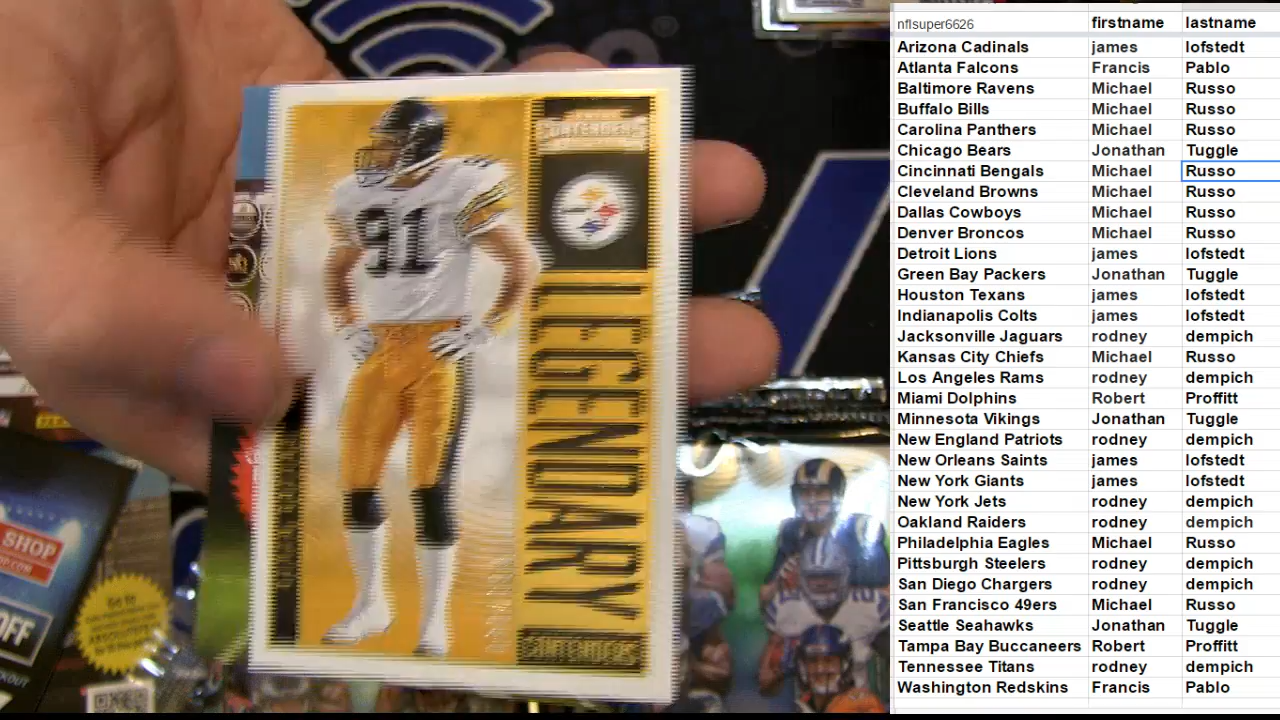 nflsuper6626 firstname lastname
Arizona Cadinals james lofstedt
Atlanta Falcons Francis Pablo
Baltimore Ravens Michael Russo
Buffalo Bills Michael Russo
Carolina Panthers Michael Russo
Chicago Bears Jonathan Tuggle
Cincinnati Bengals Michael Russo
Cleveland Browns Michael Russo
Dallas Cowboys Michael Russo
Denver Broncos Michael Russo
Detroit Lions james lofstedt
Green Bay Packers Jonathan Tuggle
Houston Texans james lofstedt
Indianapolis Colts james lofstedt
Jacksonville Jaguars rodney dempich
Kansas City Chiefs Michael Russo
Los Angeles Rams rodney dempich
Miami Dolphins Robert Proffitt
Minnesota Vikings Jonathan Tuggle
New England Patriots rodney dempich
New Orleans Saints james lofstedt
New York Giants james lofstedt
New York Jets rodney dempich
Oakland Raiders rodney dempich
Philadelphia Eagles Michael Russo
Pittsburgh Steelers rodney dempich
San Diego Chargers rodney dempich
San Francisco 49ers Michael Russo
Seattle Seahawks Jonathan Tuggle
Tampa Bay Buccaneers Robert Proffitt
Tennessee Titans rodney dempich
Washington Redskins Francis Pablo
CONTENDERS
91
LEGENDARY
CONTENDERS
SHOP
OFF
Go to